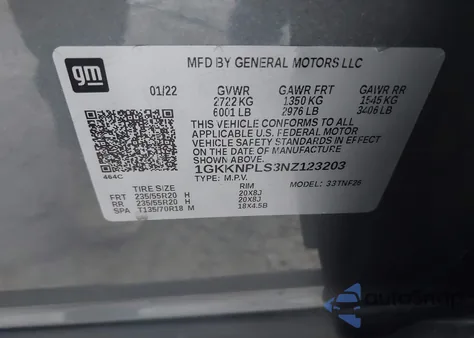 gm
MFD BY GENERAL MOTORS LLC
01/22 GVWR GAWR FRT GAWR RR
2722 KG 1350 KG 1545 KG
6001 LB 2976 LB 3406 LB
THIS VEHICLE CONFORMS TO ALL
APPLICABLE U.S. FEDERAL MOTOR
VEHICLE SAFETY STANDARDS IN
EFFECT ON THE DATE OF
MANUFACTURE SHOWN ABOVE.
1GKKNPLS3NZ123203
464C TYPE: M.P.V. MODEL: 33TNF26
TIRE SIZE RIM
FRT 235/55R20 H 20X8J
RR 235/55R20 H 20X8J
SPA T135/70R18 M 18X4.5B